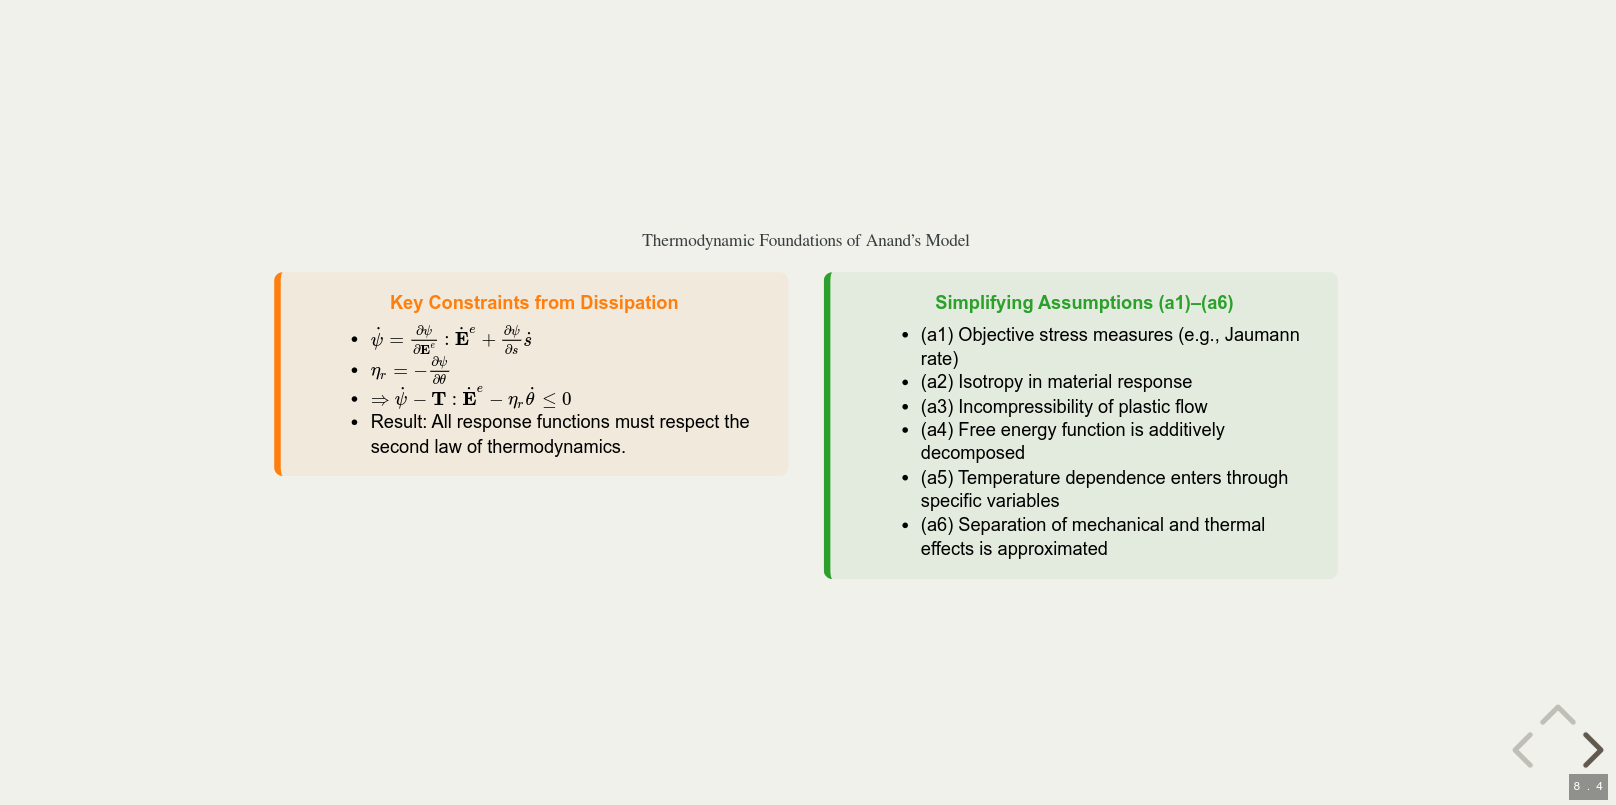 Thermodynamic Foundations of Anand’s Model
Key Constraints from Dissipation
• $\dot{\psi} = \frac{\partial \psi}{\partial \mathbf{E}^e} : \dot{\mathbf{E}}^e + \frac{\partial \psi}{\partial s} \dot{s}$
• $\eta_r = -\frac{\partial \psi}{\partial \theta}$
• $\Rightarrow \dot{\psi} - \mathbf{T} : \dot{\mathbf{E}}^e - \eta_r \dot{\theta} \leq 0$
• Result: All response functions must respect the
second law of thermodynamics.
Simplifying Assumptions (a1)–(a6)
• (a1) Objective stress measures (e.g., Jaumann
rate)
• (a2) Isotropy in material response
• (a3) Incompressibility of plastic flow
• (a4) Free energy function is additively
decomposed
• (a5) Temperature dependence enters through
specific variables
• (a6) Separation of mechanical and thermal
effects is approximated
8 . 4